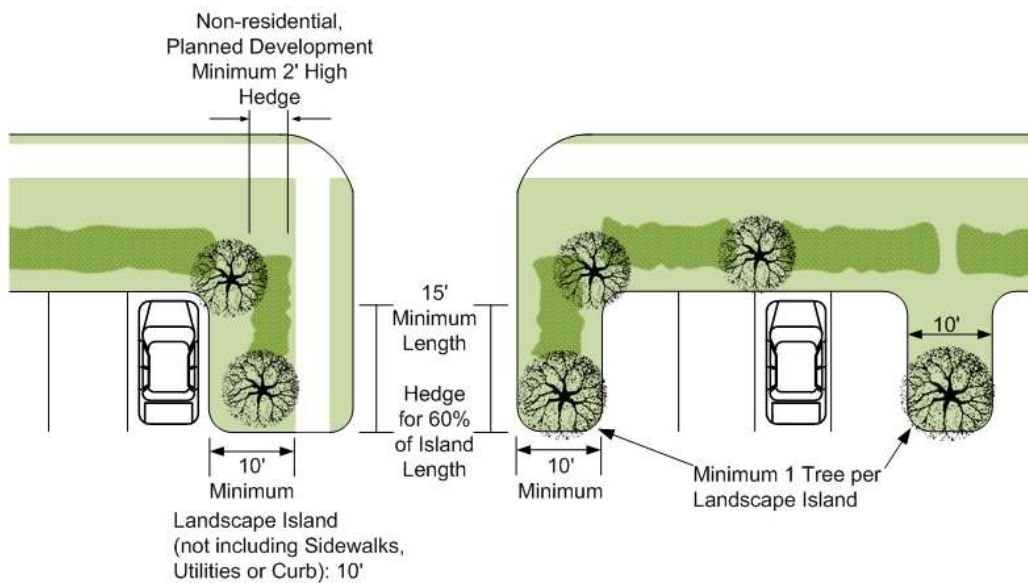 Non-residential,
Planned Development
Minimum 2' High
Hedge
15'
Minimum
Length
Hedge
for 60%
of Island
Length
10'
Minimum
Landscape Island
(not including Sidewalks,
Utilities or Curb): 10'
10'
Minimum
10'
Minimum 1 Tree per
Landscape Island